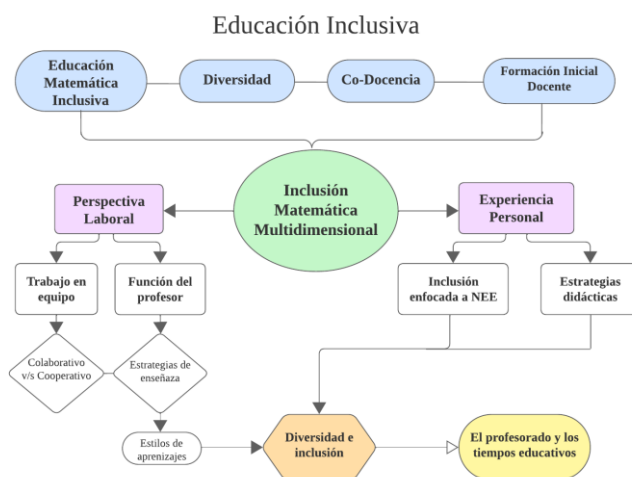 Educación Inclusiva
Educación
Matemática
Inclusiva
Diversidad
Co-Docencia
Formación Inicial
Docente
Inclusión
Matemática
Multidimensional
Perspectiva
Laboral
Experiencia
Personal
Trabajo en
equipo
Función del
profesor
Inclusión
enfocada a NEE
Estrategias
didácticas
Colaborativo
v/s Cooperativo
Estrategias de
enseñaza
Estilos de
aprenizajes
Diversidad e
inclusión
El profesorado y los
tiempos educativos